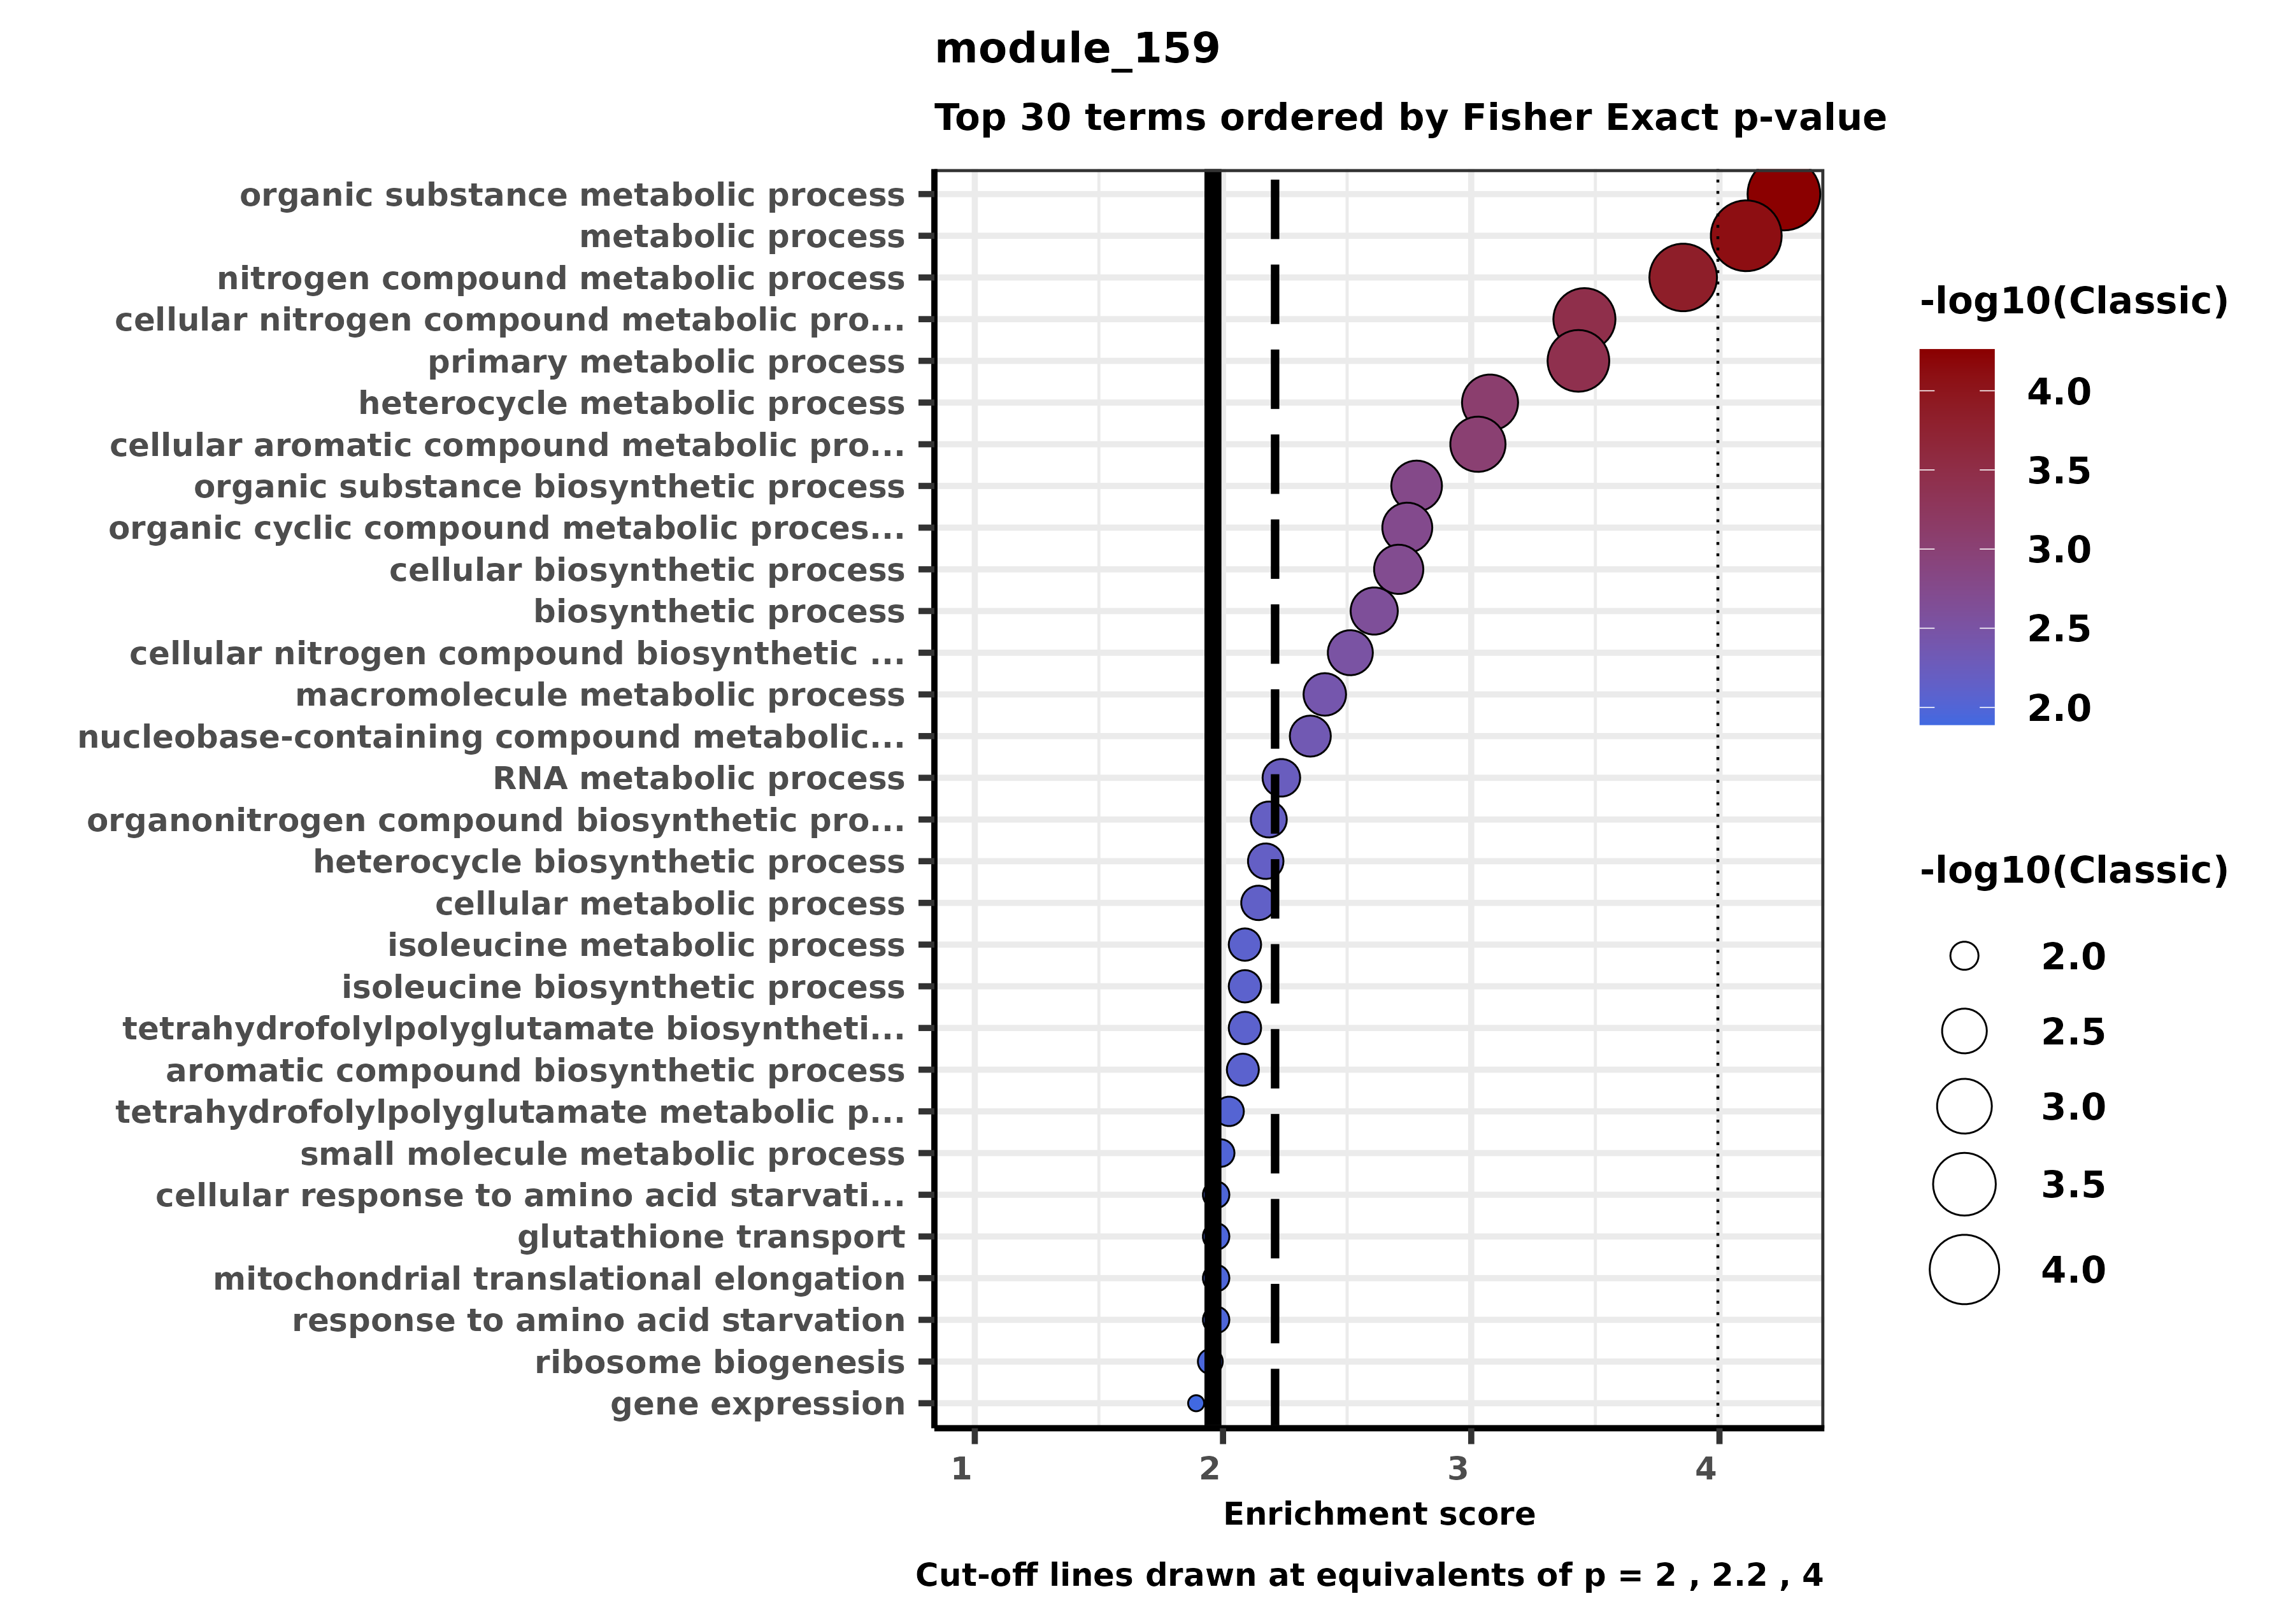 module_159
Top 30 terms ordered by Fisher Exact p-value
organic substance metabolic process
metabolic process
nitrogen compound metabolic process
cellular nitrogen compound metabolic pro...
primary metabolic process
heterocycle metabolic process
cellular aromatic compound metabolic pro...
organic substance biosynthetic process
organic cyclic compound metabolic proces...
cellular biosynthetic process
biosynthetic process
cellular nitrogen compound biosynthetic ...
macromolecule metabolic process
nucleobase-containing compound metabolic...
RNA metabolic process
organonitrogen compound biosynthetic pro...
heterocycle biosynthetic process
cellular metabolic process
isoleucine metabolic process
isoleucine biosynthetic process
tetrahydrofolylpolyglutamate biosyntheti...
aromatic compound biosynthetic process
tetrahydrofolylpolyglutamate metabolic p...
small molecule metabolic process
cellular response to amino acid starvati...
glutathione transport
mitochondrial translational elongation
response to amino acid starvation
ribosome biogenesis
gene expression
1 2 3 4
Enrichment score
Cut-off lines drawn at equivalents of p = 2 , 2.2 , 4
-log10(Classic)
4.0
3.5
3.0
2.5
2.0
-log10(Classic)
2.0
2.5
3.0
3.5
4.0